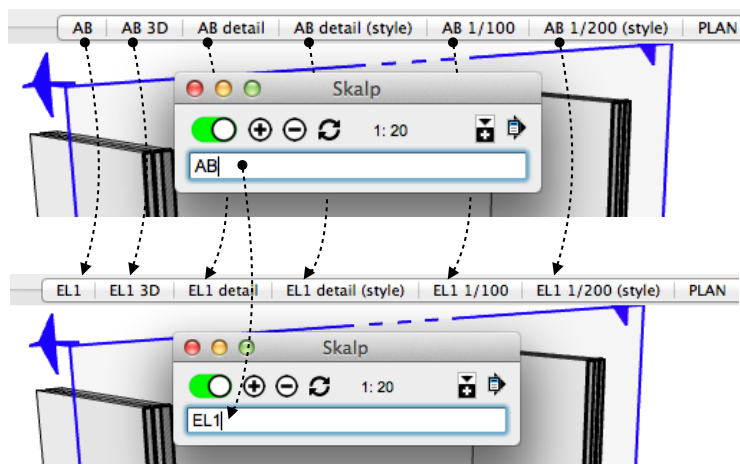 AB AB 3D AB detail AB detail (style) AB 1/100 AB 1/200 (style) PLAN
Skalp
1: 20
AB
EL1 EL1 3D EL1 detail EL1 detail (style) EL1 1/100 EL1 1/200 (style) PLAN
Skalp
1: 20
EL1